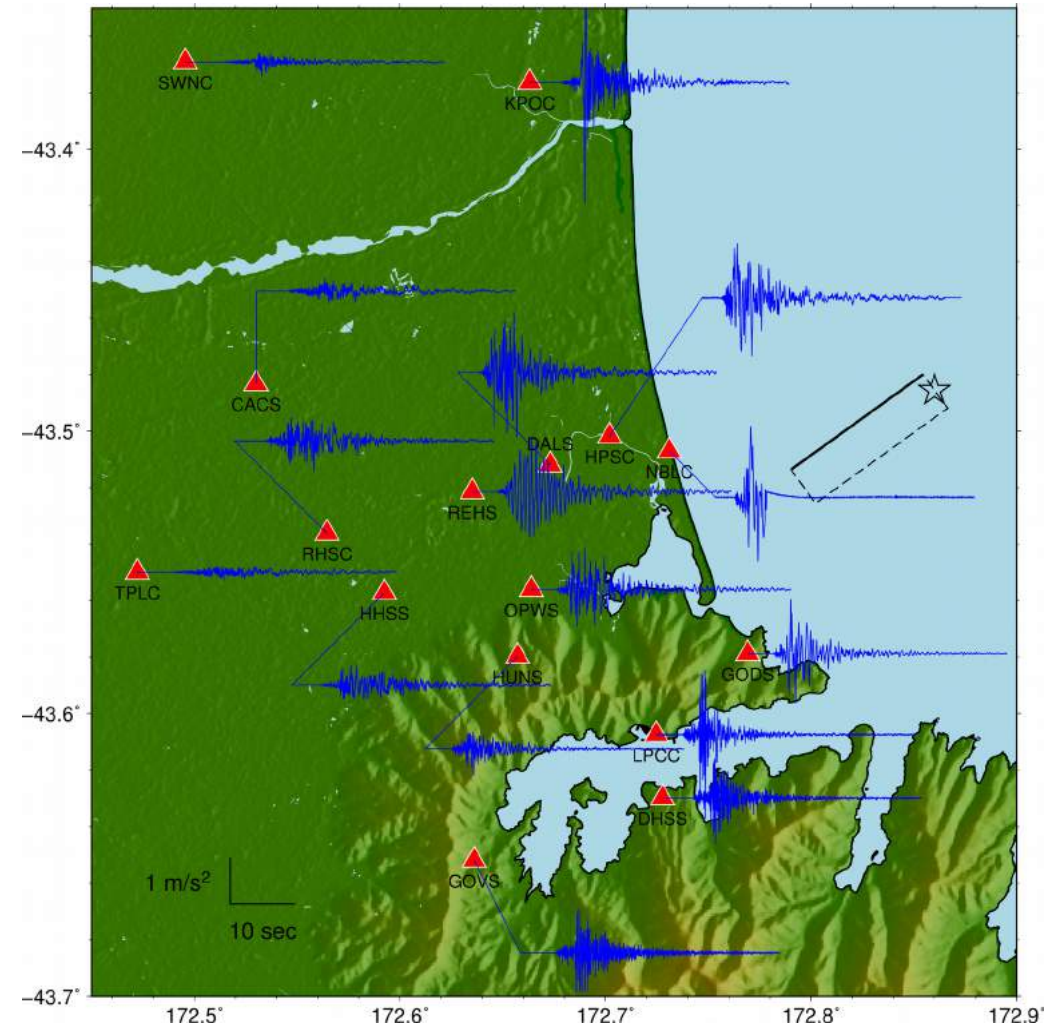 SWNC
KPOC
−43.4°
CACS
−43.5°
DALS
HPSC
NBLC
REHS
RHSC
TPLC
HHSS
OPWS
HUNS
GODS
−43.6°
LPCC
DHSS
GOVS
1 m/s²
10 sec
−43.7°
172.5° 172.6° 172.7° 172.8° 172.9°